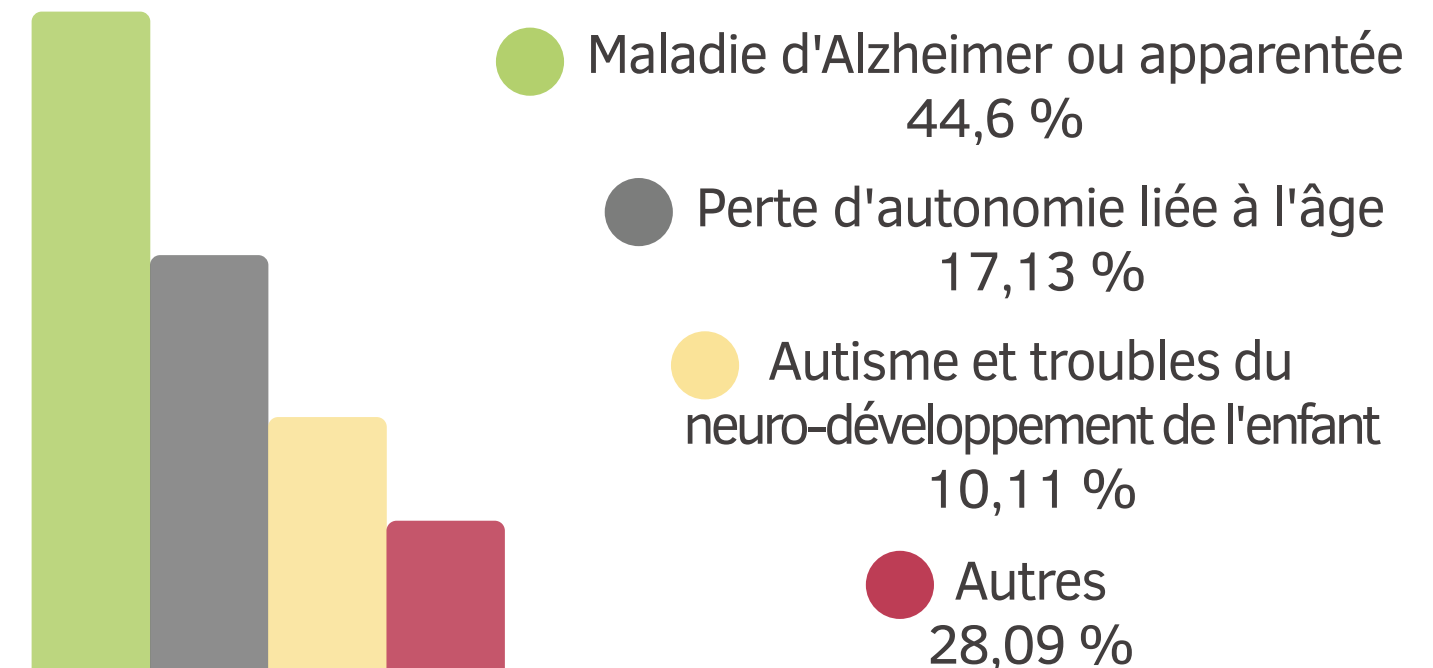 Maladie d'Alzheimer ou apparentée
44,6 %
Perte d'autonomie liée à l'âge
17,13 %
Autisme et troubles du
neuro-développement de l'enfant
10,11 %
Autres
28,09 %